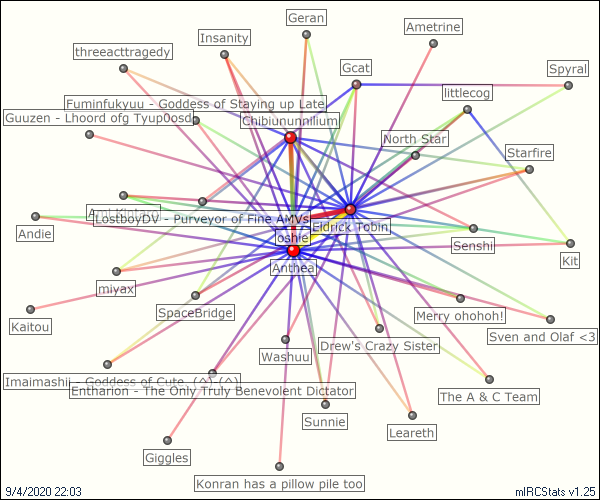 Geran
Ametrine
Insanity
threeacttragedy
Gcat
Spyral
littlecog
Fuminfukyuu - Goddess of Staying up Late
Guuzen - Lhoord ofg Tyup0osd
Chibiununnilium
North Star
Starfire
LostboyDV - Purveyor of Fine AMVs
Eldrick Tobin
Andie
oshie
Senshi
Kit
Anthea
miyax
SpaceBridge
Merry ohohoh!
Kaitou
Sven and Olaf <3
Drew's Crazy Sister
Washuu
Imaimashii - Goddess of Cute. (^)_(^)
Entharion - The Only Truly Benevolent Dictator
The A & C Team
Sunnie
Leareth
Giggles
Konran has a pillow pile too
9/4/2020 22:03
mIRCStats v1.25